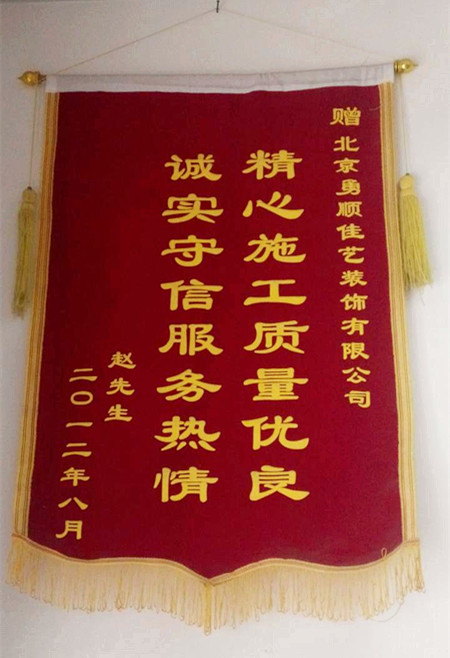 赠北京勇顺佳艺装饰有限公司
精心施工质量优良
诚实守信服务热情
赵先生
二〇一二年八月